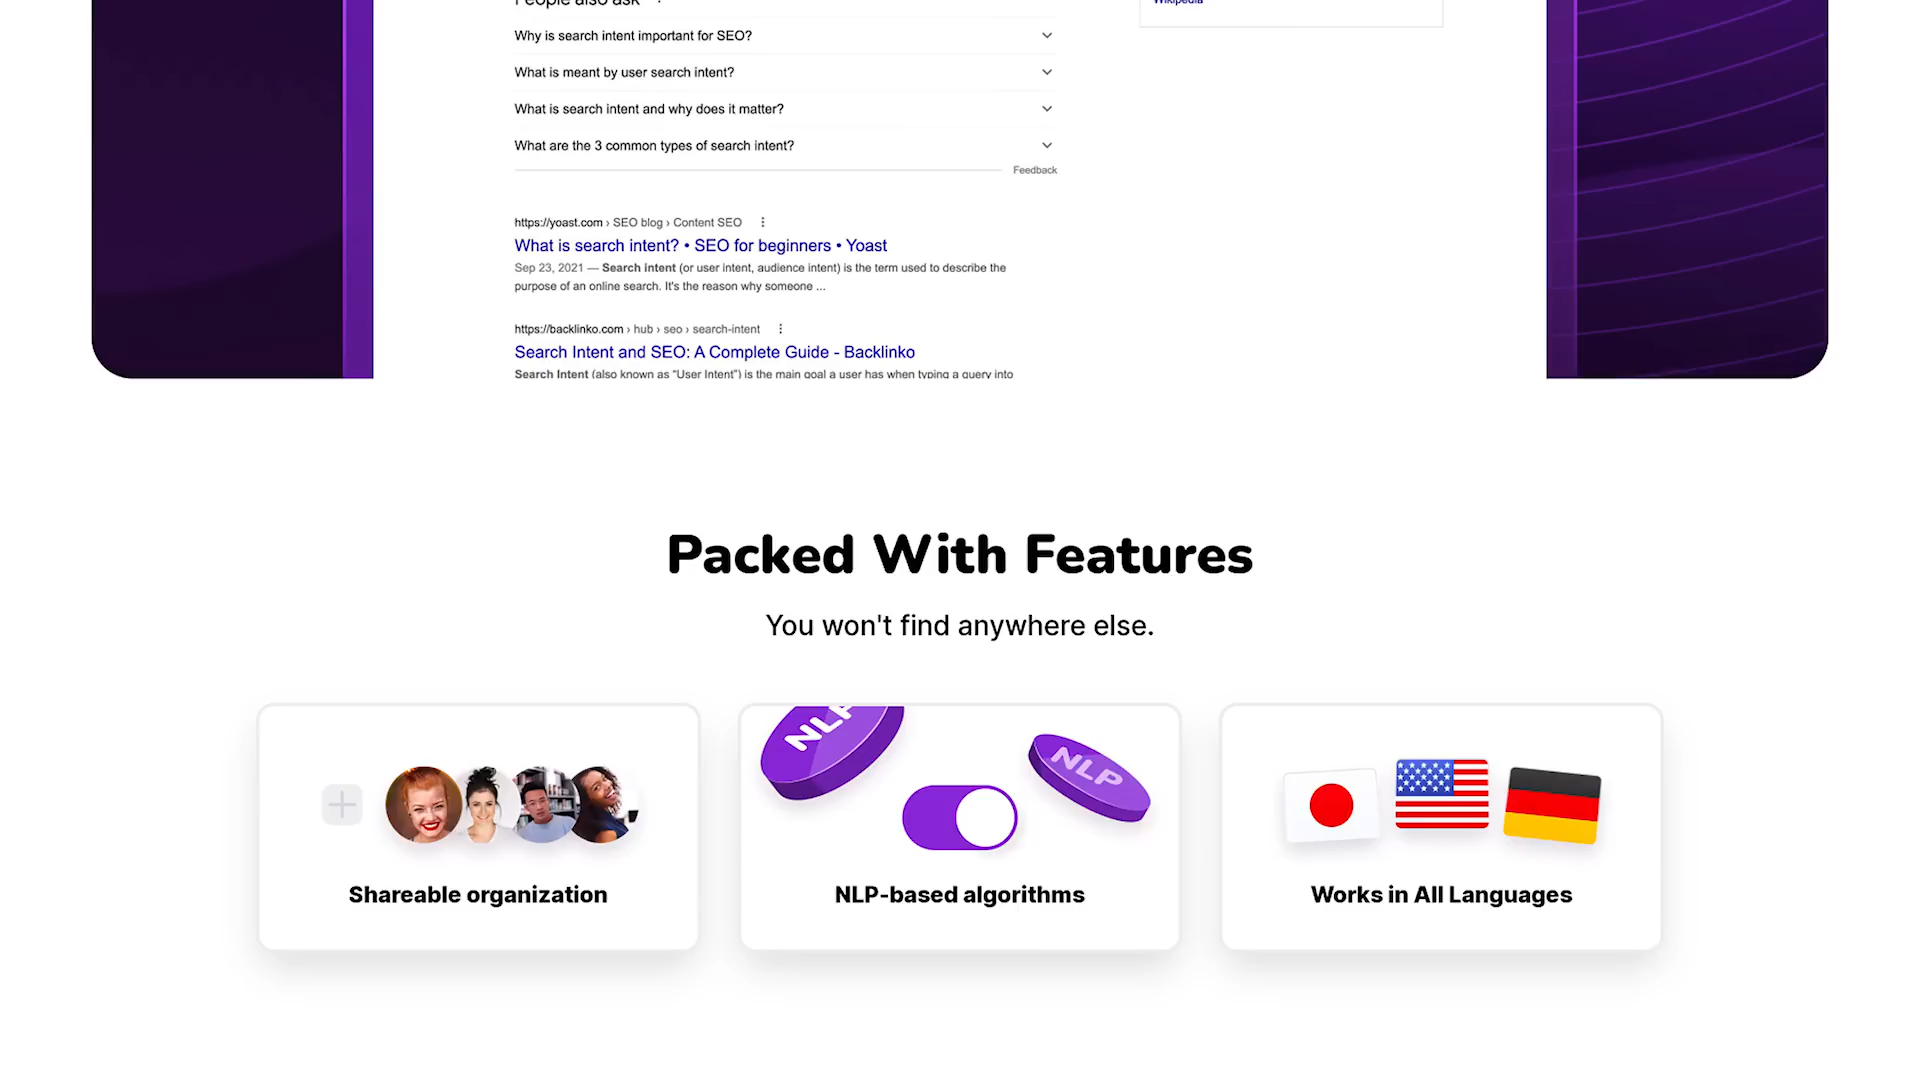 People also ask
Wikipedia
Why is search intent important for SEO?
What is meant by user search intent?
What is search intent and why does it matter?
What are the 3 common types of search intent?
Feedback
https://yoast.com › SEO blog › Content SEO
What is search intent? • SEO for beginners • Yoast
Sep 23, 2021 — Search intent (or user intent, audience intent) is the term used to describe the
purpose of an online search. It's the reason why someone ...
https://backlinko.com › hub › seo › search-intent
Search Intent and SEO: A Complete Guide - Backlinko
Search Intent (also known as “User Intent”) is the main goal a user has when typing a query into
Packed With Features
You won't find anywhere else.
NLP
NLP
Shareable organization
NLP-based algorithms
Works in All Languages